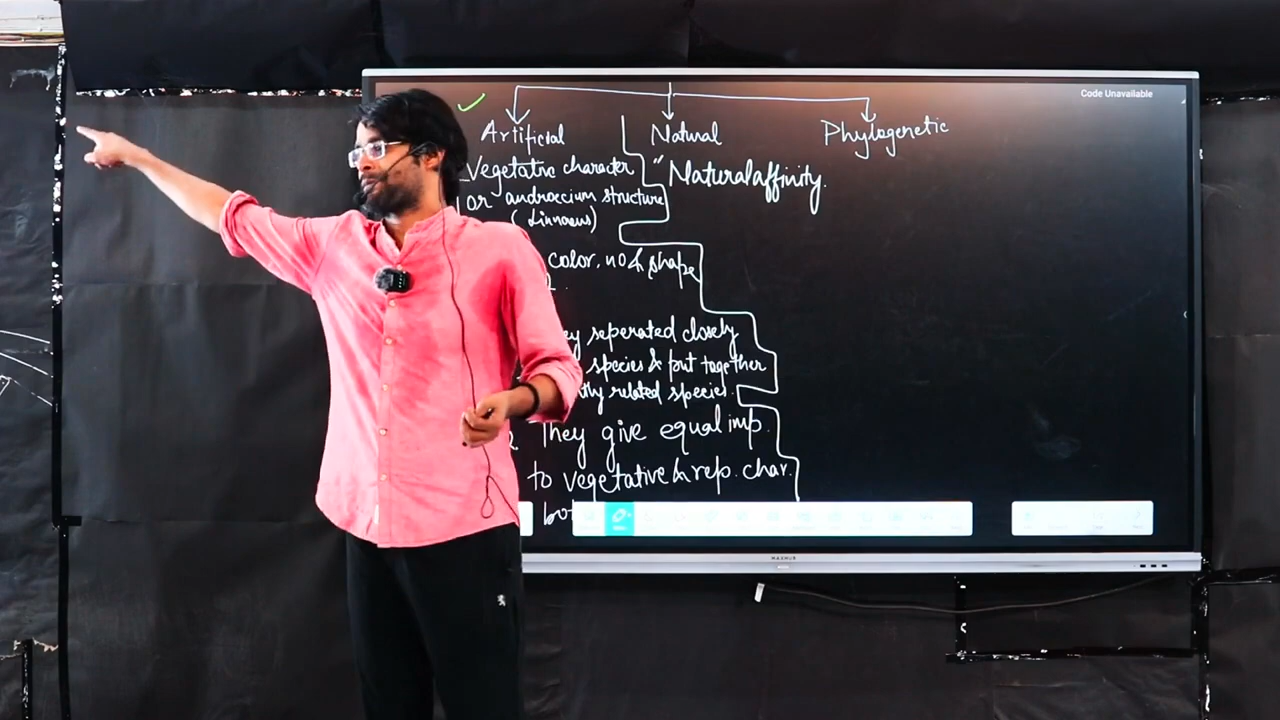 Code Unavailable
Artificial Natural Phylogenetic
Vegetative character "Natural affinity.
or androecium structure
(Linnaeus)
color, no & shape
seperated closely
species & put together
related species.
They give equal imp.
to vegetative & rep. char.
MAXHUB